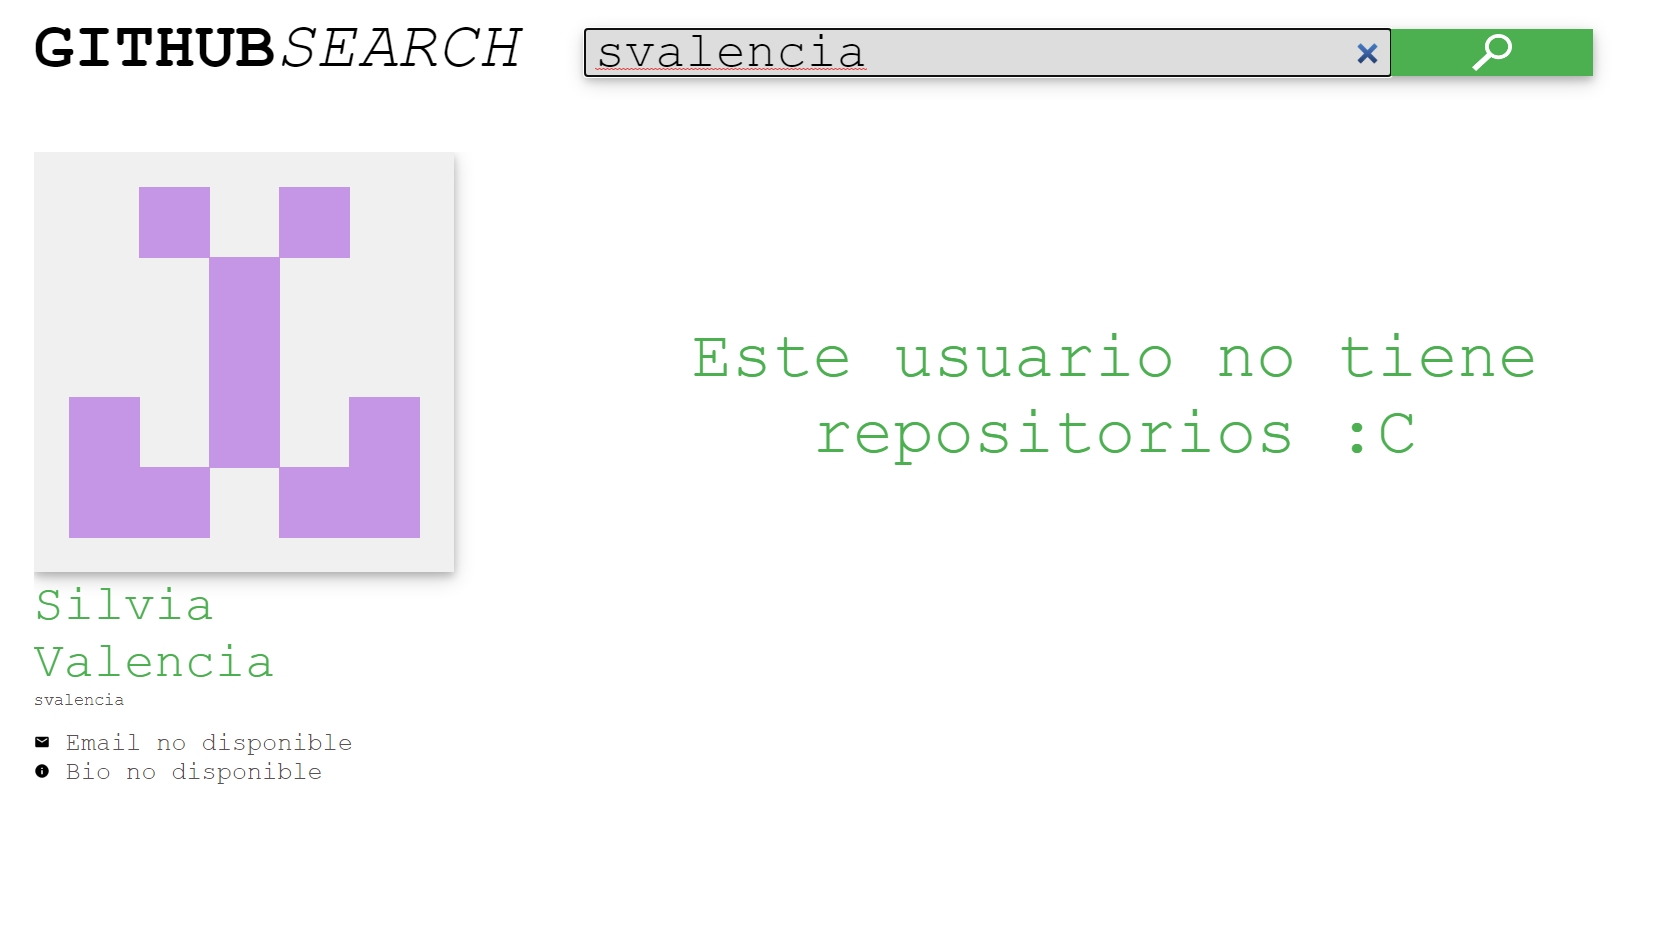 GITHUBSEARCH
svalencia
Este usuario no tiene
repositorios :C
Silvia
Valencia
svalencia
Email no disponible
Bio no disponible